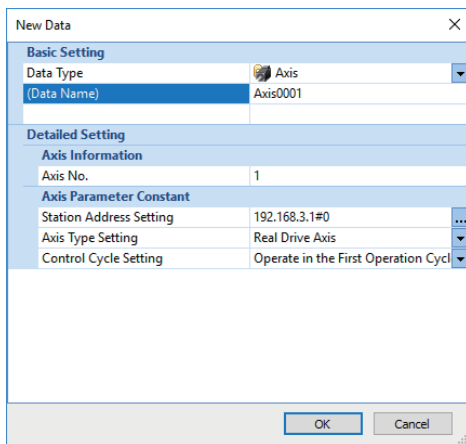 New Data
Basic Setting
Data Type Axis
(Data Name) Axis0001
Detailed Setting
Axis Information
Axis No. 1
Axis Parameter Constant
Station Address Setting 192.168.3.1#0 ...
Axis Type Setting Real Drive Axis
Control Cycle Setting Operate in the First Operation Cycl
OK Cancel